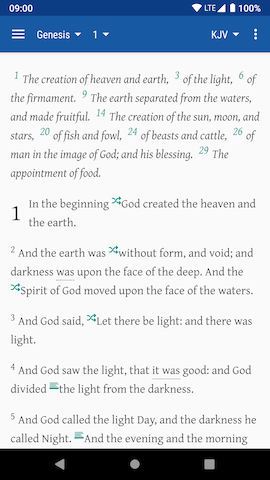 09:00 LTE 100%
Genesis 1 KJV
1 The creation of heaven and earth, 3 of the light, 6 of
the firmament. 9 The earth separated from the waters,
and made fruitful. 14 The creation of the sun, moon, and
stars, 20 of fish and fowl, 24 of beasts and cattle, 26 of
man in the image of God; and his blessing. 29 The
appointment of food.
1 In the beginning God created the heaven and
the earth.
2 And the earth was without form, and void; and
darkness was upon the face of the deep. And the
Spirit of God moved upon the face of the waters.
3 And God said, Let there be light: and there was
light.
4 And God saw the light, that it was good: and God
divided the light from the darkness.
5 And God called the light Day, and the darkness he
called Night. And the evening and the morning